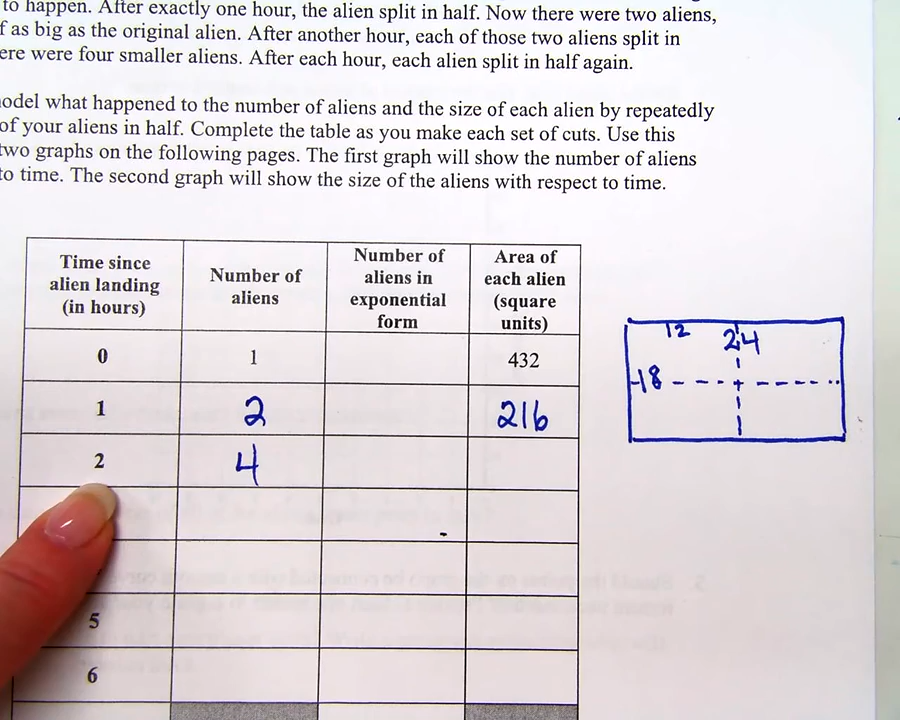 to happen. After exactly one hour, the alien split in half. Now there were two aliens,
f as big as the original alien. After another hour, each of those two aliens split in
ere were four smaller aliens. After each hour, each alien split in half again.
odel what happened to the number of aliens and the size of each alien by repeatedly
of your aliens in half. Complete the table as you make each set of cuts. Use this
two graphs on the following pages. The first graph will show the number of aliens
to time. The second graph will show the size of the aliens with respect to time.
Time since
alien landing
(in hours)
Number of
aliens
Number of
aliens in
exponential
form
Area of
each alien
(square
units)
0 1 432
1 2 216
2 4
5
6
12
24
18